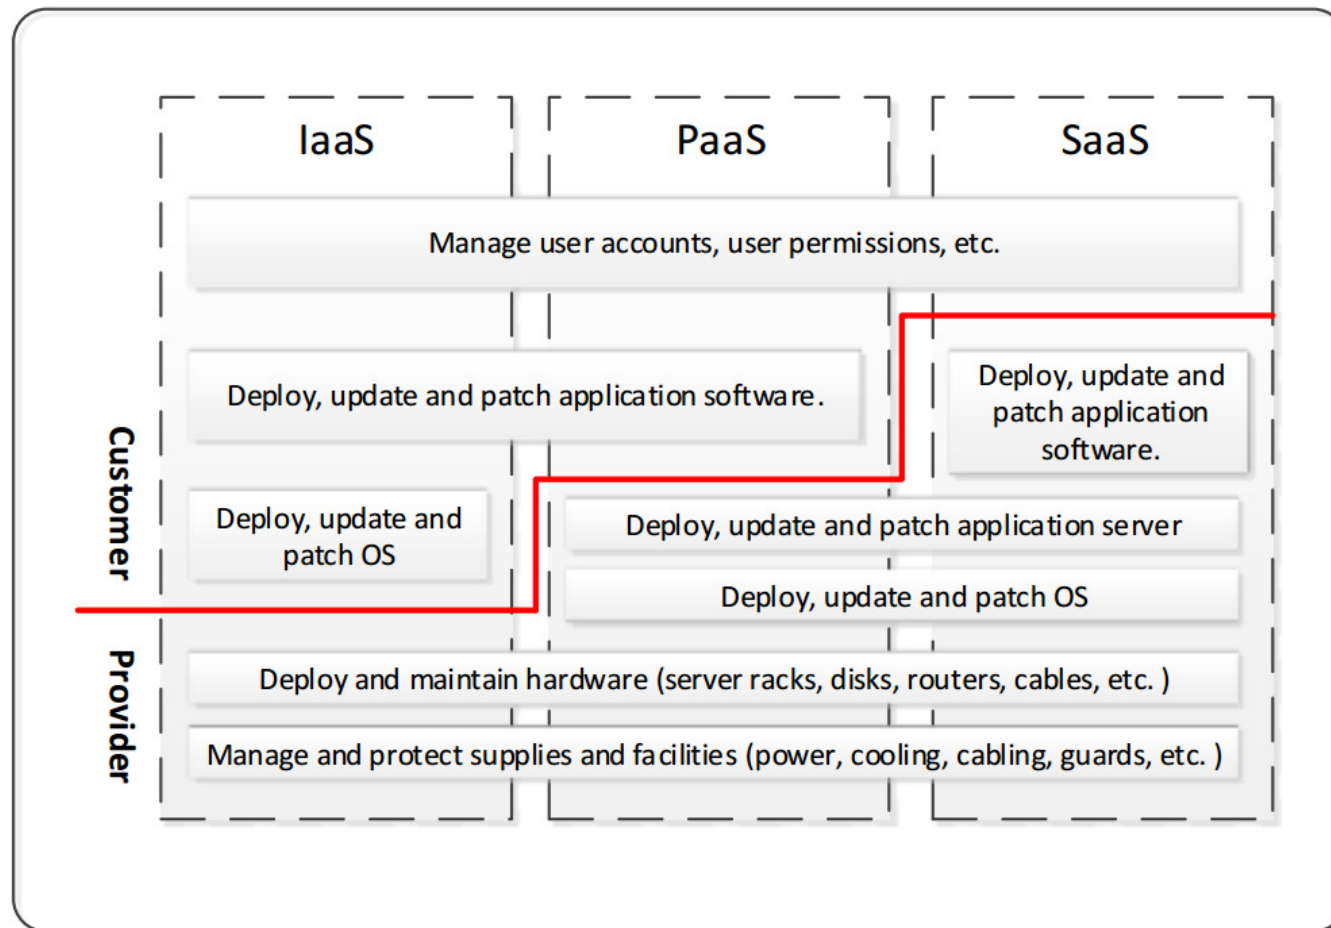 IaaS
PaaS
SaaS
Manage user accounts, user permissions, etc.
Deploy, update and patch application software.
Deploy, update and
patch application
software.
Customer
Deploy, update and
patch OS
Deploy, update and patch application server
Deploy, update and patch OS
Provider
Deploy and maintain hardware (server racks, disks, routers, cables, etc. )
Manage and protect supplies and facilities (power, cooling, cabling, guards, etc. )